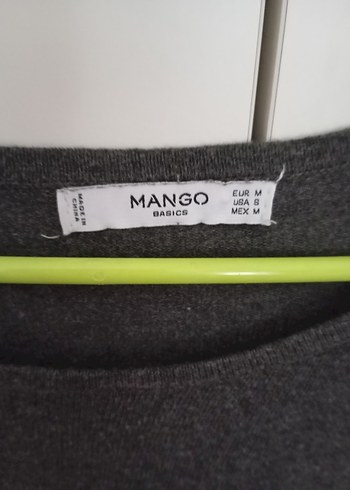 MADE IN
CHINA
MANGO
BASICS
EUR M
USA S
MEX M